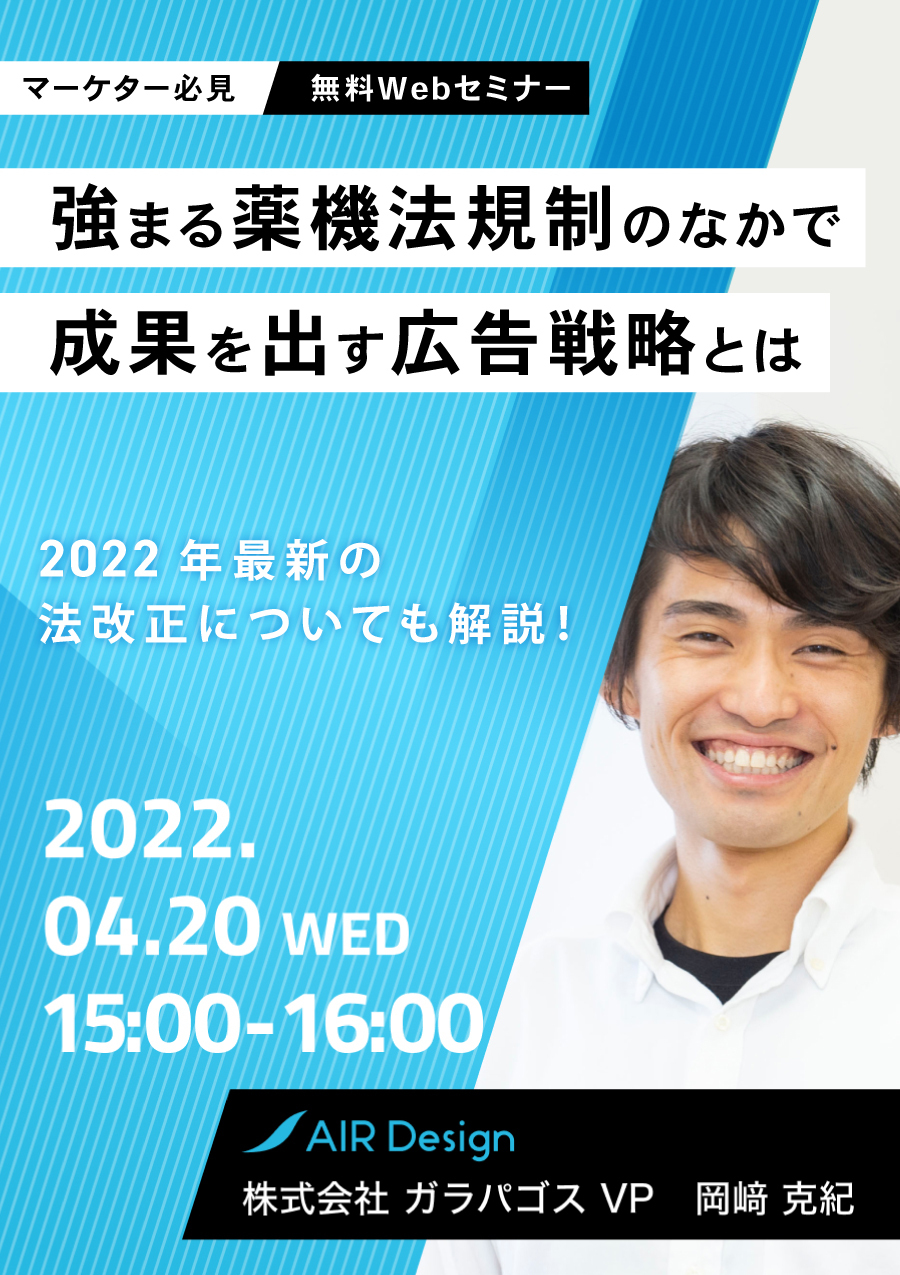 マーケター必見
無料Webセミナー
強まる薬機法規制のなかで
成果を出す広告戦略とは
2022 年最新の
法改正についても解説！
2022.
04.20 WED
15:00-16:00
AIR Design
株式会社 ガラパゴス VP　岡﨑 克紀